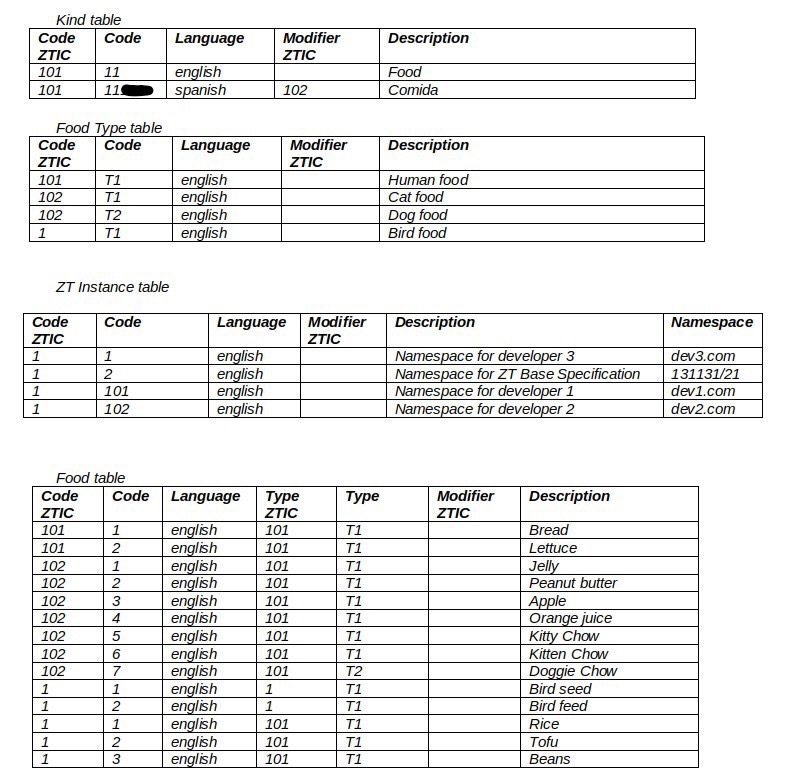 Kind table
Code ZTIC Code Language Modifier ZTIC Description
101 11 english Food
101 11 spanish 102 Comida
Food Type table
Code ZTIC Code Language Modifier ZTIC Description
101 T1 english Human food
102 T1 english Cat food
102 T2 english Dog food
1 T1 english Bird food
ZT Instance table
Code ZTIC Code Language Modifier ZTIC Description Namespace
1 1 english Namespace for developer 3 dev3.com
1 2 english Namespace for ZT Base Specification 131131/21
1 101 english Namespace for developer 1 dev1.com
1 102 english Namespace for developer 2 dev2.com
Food table
Code ZTIC Code Language Type ZTIC Type Modifier ZTIC Description
101 1 english 101 T1 Bread
101 2 english 101 T1 Lettuce
102 1 english 101 T1 Jelly
102 2 english 101 T1 Peanut butter
102 3 english 101 T1 Apple
102 4 english 101 T1 Orange juice
102 5 english 101 T1 Kitty Chow
102 6 english 101 T1 Kitten Chow
102 7 english 101 T2 Doggie Chow
1 1 english 1 T1 Bird seed
1 2 english 1 T1 Bird feed
1 1 english 101 T1 Rice
1 2 english 101 T1 Tofu
1 3 english 101 T1 Beans